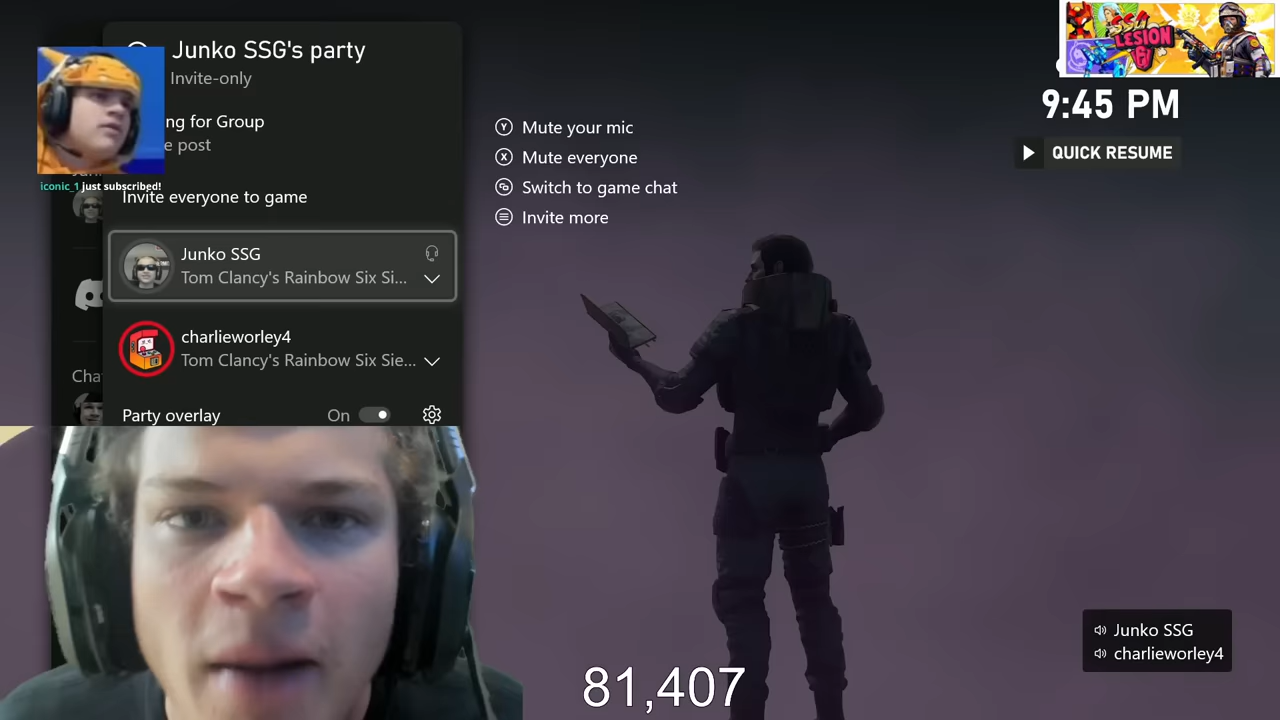 Junko SSG's party
Invite-only
ng for Group
e post
iconic_1 just subscribed!
Invite everyone to game
Junko SSG
Tom Clancy's Rainbow Six Si...
charlieworley4
Tom Clancy's Rainbow Six Sie...
Cha
Party overlay
On
Y Mute your mic
X Mute everyone
Switch to game chat
Invite more
SSG
LESION
9:45 PM
QUICK RESUME
Junko SSG
charlieworley4
81,407